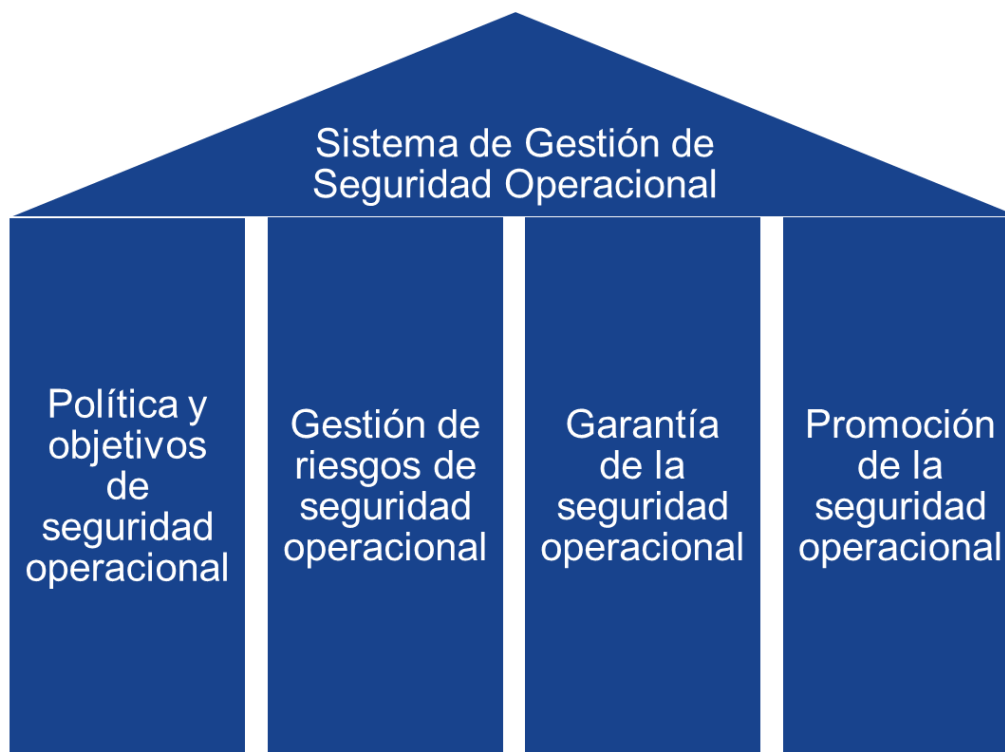 Sistema de Gestión de
Seguridad Operacional
Política y
objetivos
de
seguridad
operacional
Gestión de
riesgos de
seguridad
operacional
Garantía
de la
seguridad
operacional
Promoción
de la
seguridad
operacional